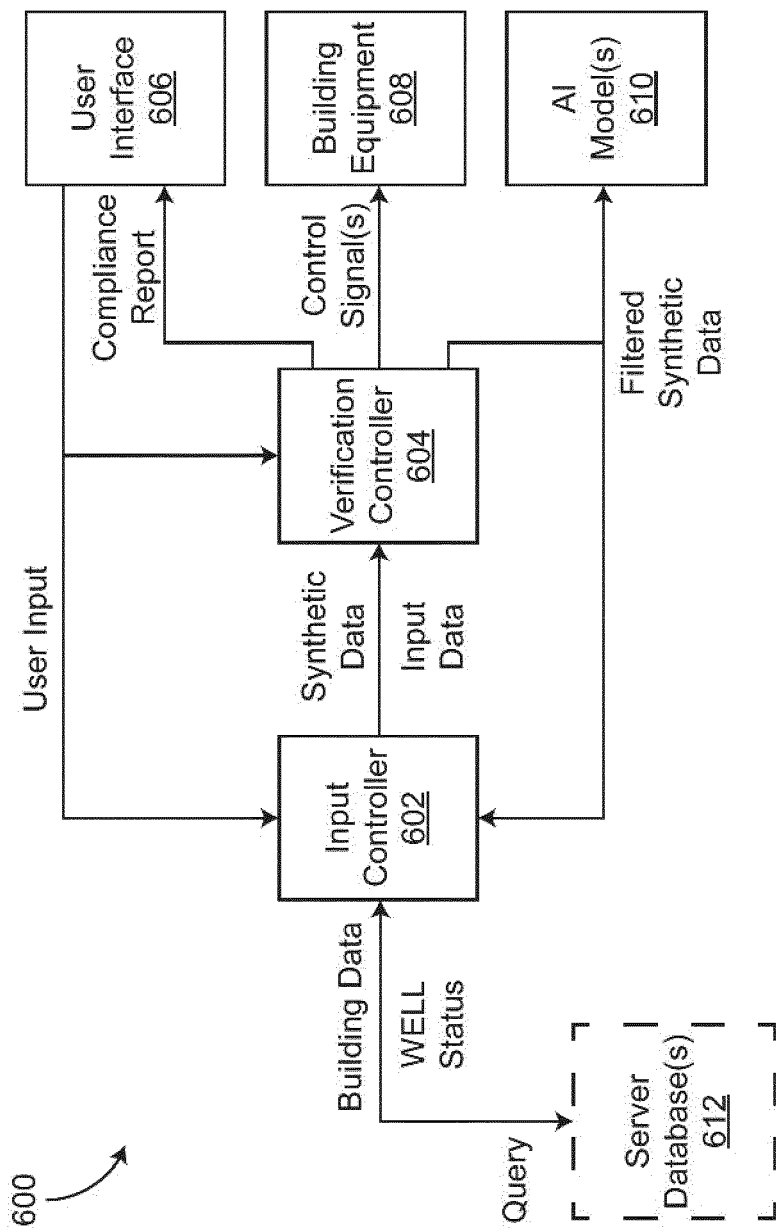 600
User Input
Compliance
Report
User
Interface
606
Building Data
WELL
Status
Input
Controller
602
Synthetic
Data
Input
Data
Verification
Controller
604
Control
Signal(s)
Building
Equipment
608
Query
Server
Database(s)
612
Filtered
Synthetic
Data
AI
Model(s)
610